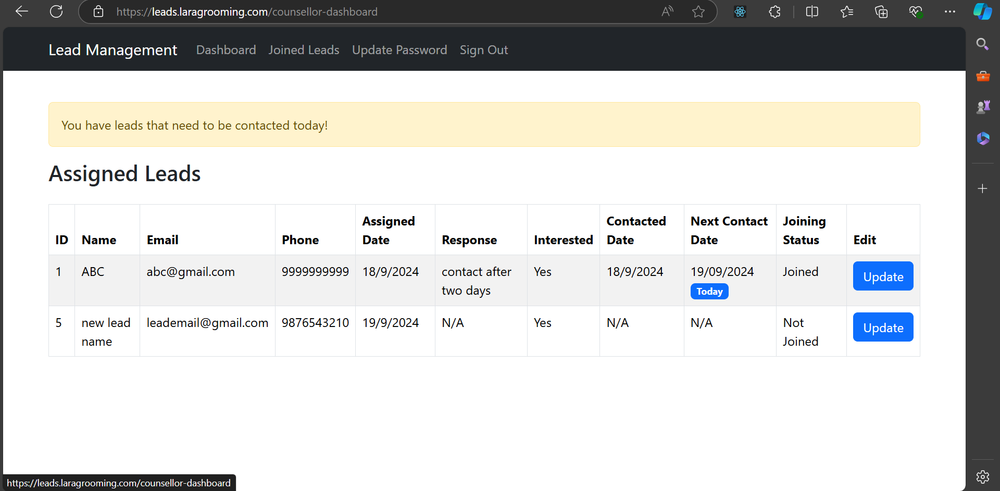 https://leads.laragrooming.com/counsellor-dashboard
Lead Management Dashboard Joined Leads Update Password Sign Out
You have leads that need to be contacted today!
Assigned Leads
ID Name Email Phone Assigned Date Response Interested Contacted Date Next Contact Date Joining Status Edit
1 ABC abc@gmail.com 9999999999 18/9/2024 contact after two days Yes 18/9/2024 19/09/2024 Today Joined Update
5 new lead name leademail@gmail.com 9876543210 19/9/2024 N/A Yes N/A N/A Not Joined Update
https://leads.laragrooming.com/counsellor-dashboard